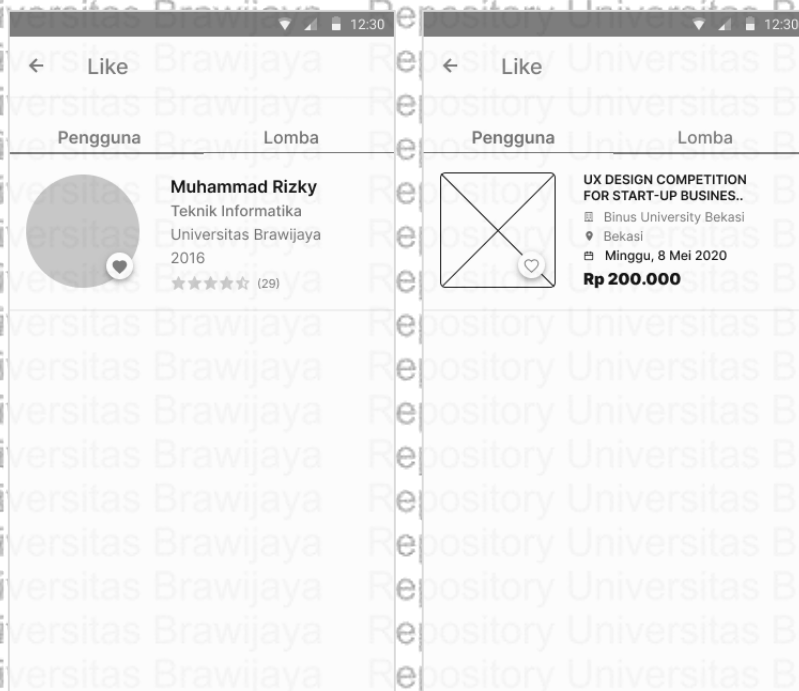 12:30
Like
Pengguna
Lomba
Muhammad Rizky
Teknik Informatika
Universitas Brawijaya
2016
(29)
12:30
Like
Pengguna
Lomba
UX DESIGN COMPETITION
FOR START-UP BUSINES..
Binus University Bekasi
Bekasi
Minggu, 8 Mei 2020
Rp 200.000
Repository Universitas Brawijaya